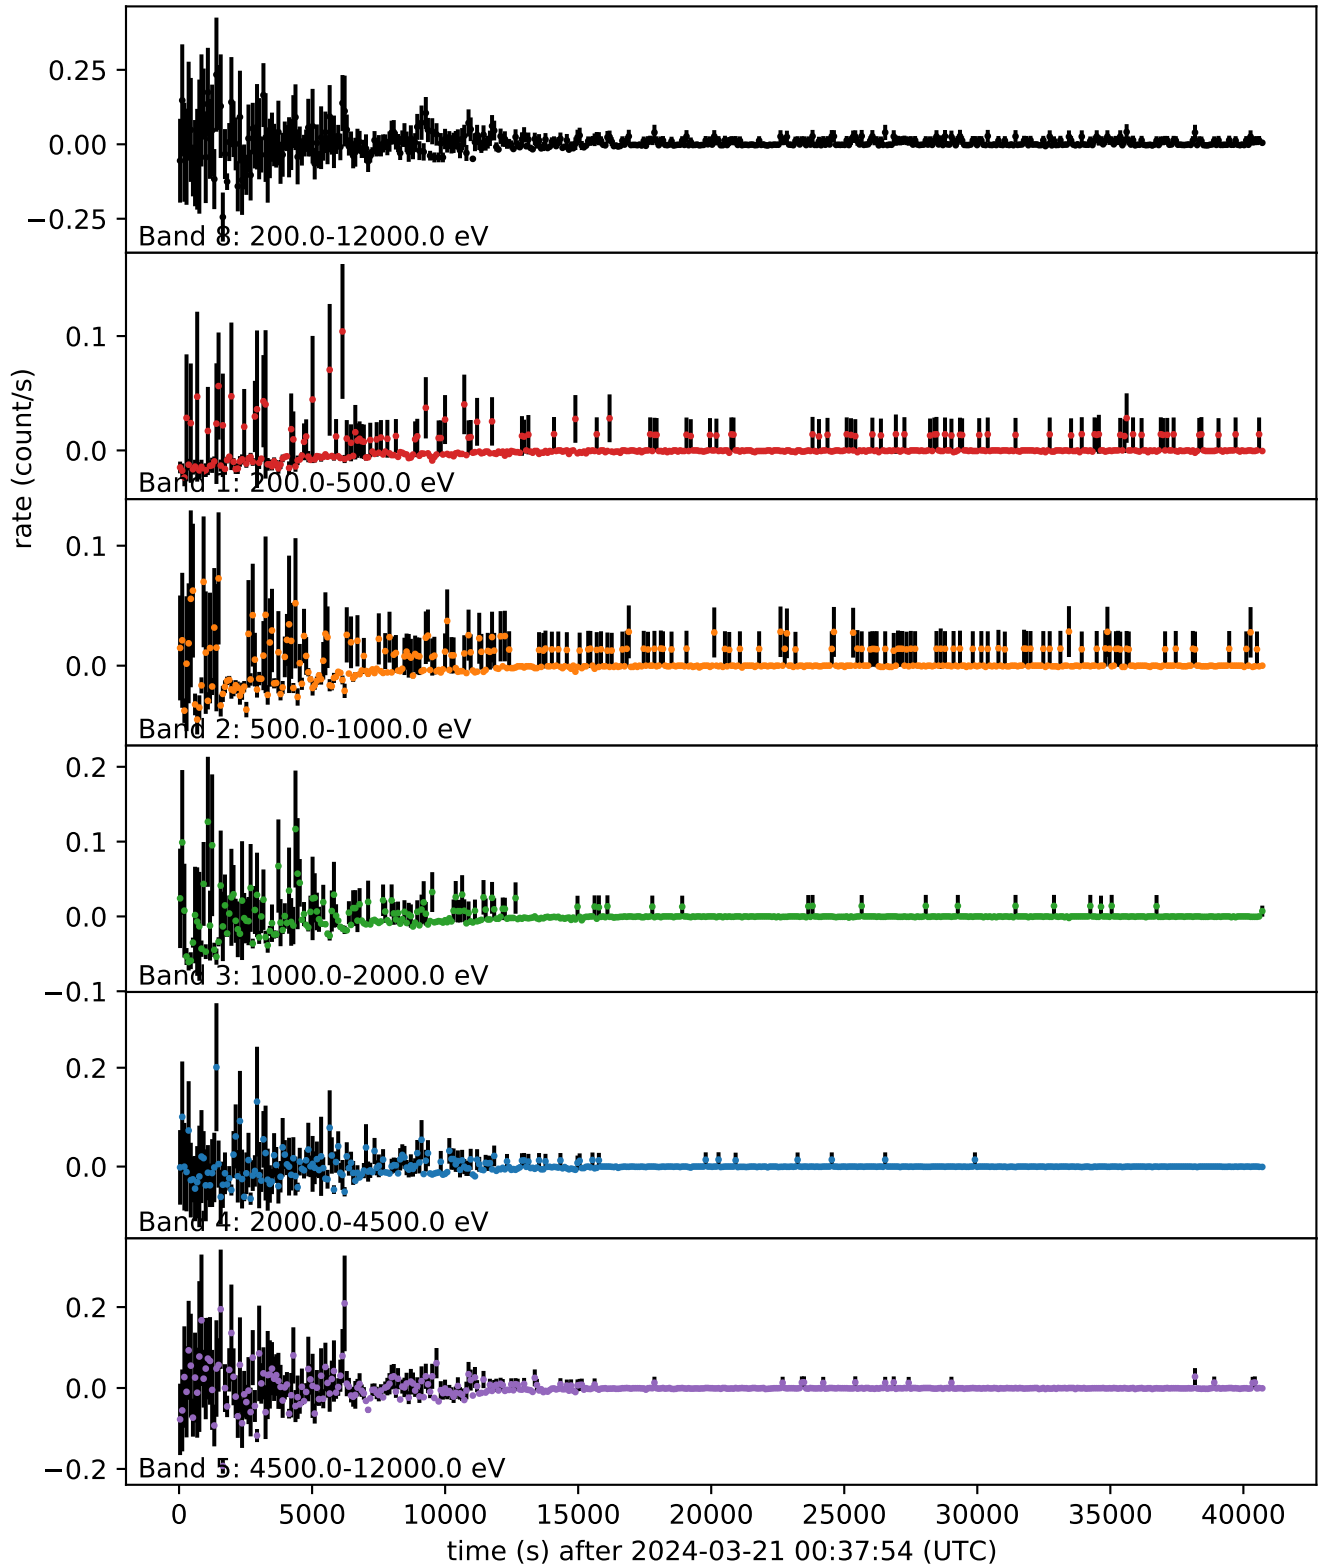 0.25
0.00
−0.25
Band 8: 200.0-12000.0 eV
0.1
0.0
Band 1: 200.0-500.0 eV
rate (count/s)
0.1
0.0
Band 2: 500.0-1000.0 eV
0.2
0.1
0.0
−0.1
Band 3: 1000.0-2000.0 eV
0.2
0.0
Band 4: 2000.0-4500.0 eV
0.2
0.0
−0.2
Band 5: 4500.0-12000.0 eV
0 5000 10000 15000 20000 25000 30000 35000 40000
time (s) after 2024-03-21 00:37:54 (UTC)